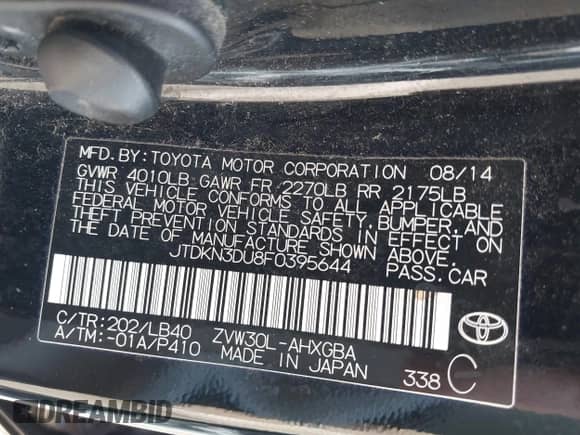 MFD.BY:TOYOTA MOTOR CORPORATION 08/14
GVWR 4010LB GAWR FR 2270LB RR 2175LB
THIS VEHICLE CONFORMS TO ALL APPLICABLE
FEDERAL MOTOR VEHICLE SAFETY,BUMPER,AND
THEFT PREVENTION STANDARDS IN EFFECT ON
THE DATE OF MANUFACTURE SHOWN ABOVE.
JTDKN3DU8F0395644 PASS.CAR
C/TR:202/LB40 ZVW30L-AHXGBA
A/TM:-01A/P410 MADE IN JAPAN
338 C
DREAMBID